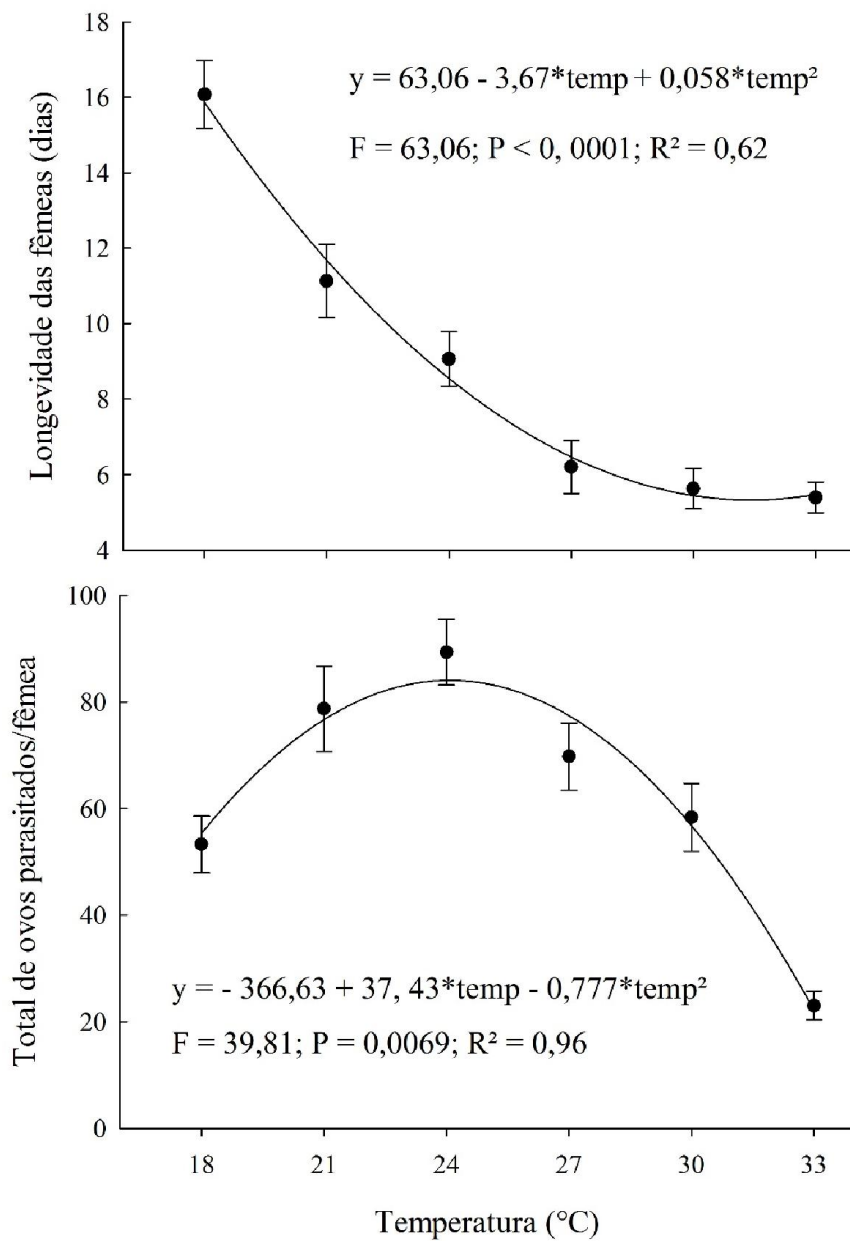 Longevidade das fêmeas (dias)
18
16
14
12
10
8
6
4
y = 63,06 - 3,67*temp + 0,058*temp²
F = 63,06; P < 0, 0001; R² = 0,62
Total de ovos parasitados/fêmea
100
80
60
40
20
0
y = - 366,63 + 37, 43*temp - 0,777*temp²
F = 39,81; P = 0,0069; R² = 0,96
18 21 24 27 30 33
Temperatura (°C)